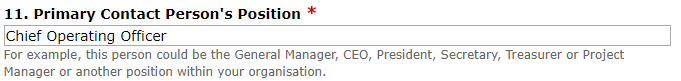 11. Primary Contact Person's Position *
Chief Operating Officer
For example, this person could be the General Manager, CEO, President, Secretary, Treasurer or Project
Manager or another position within your organisation.